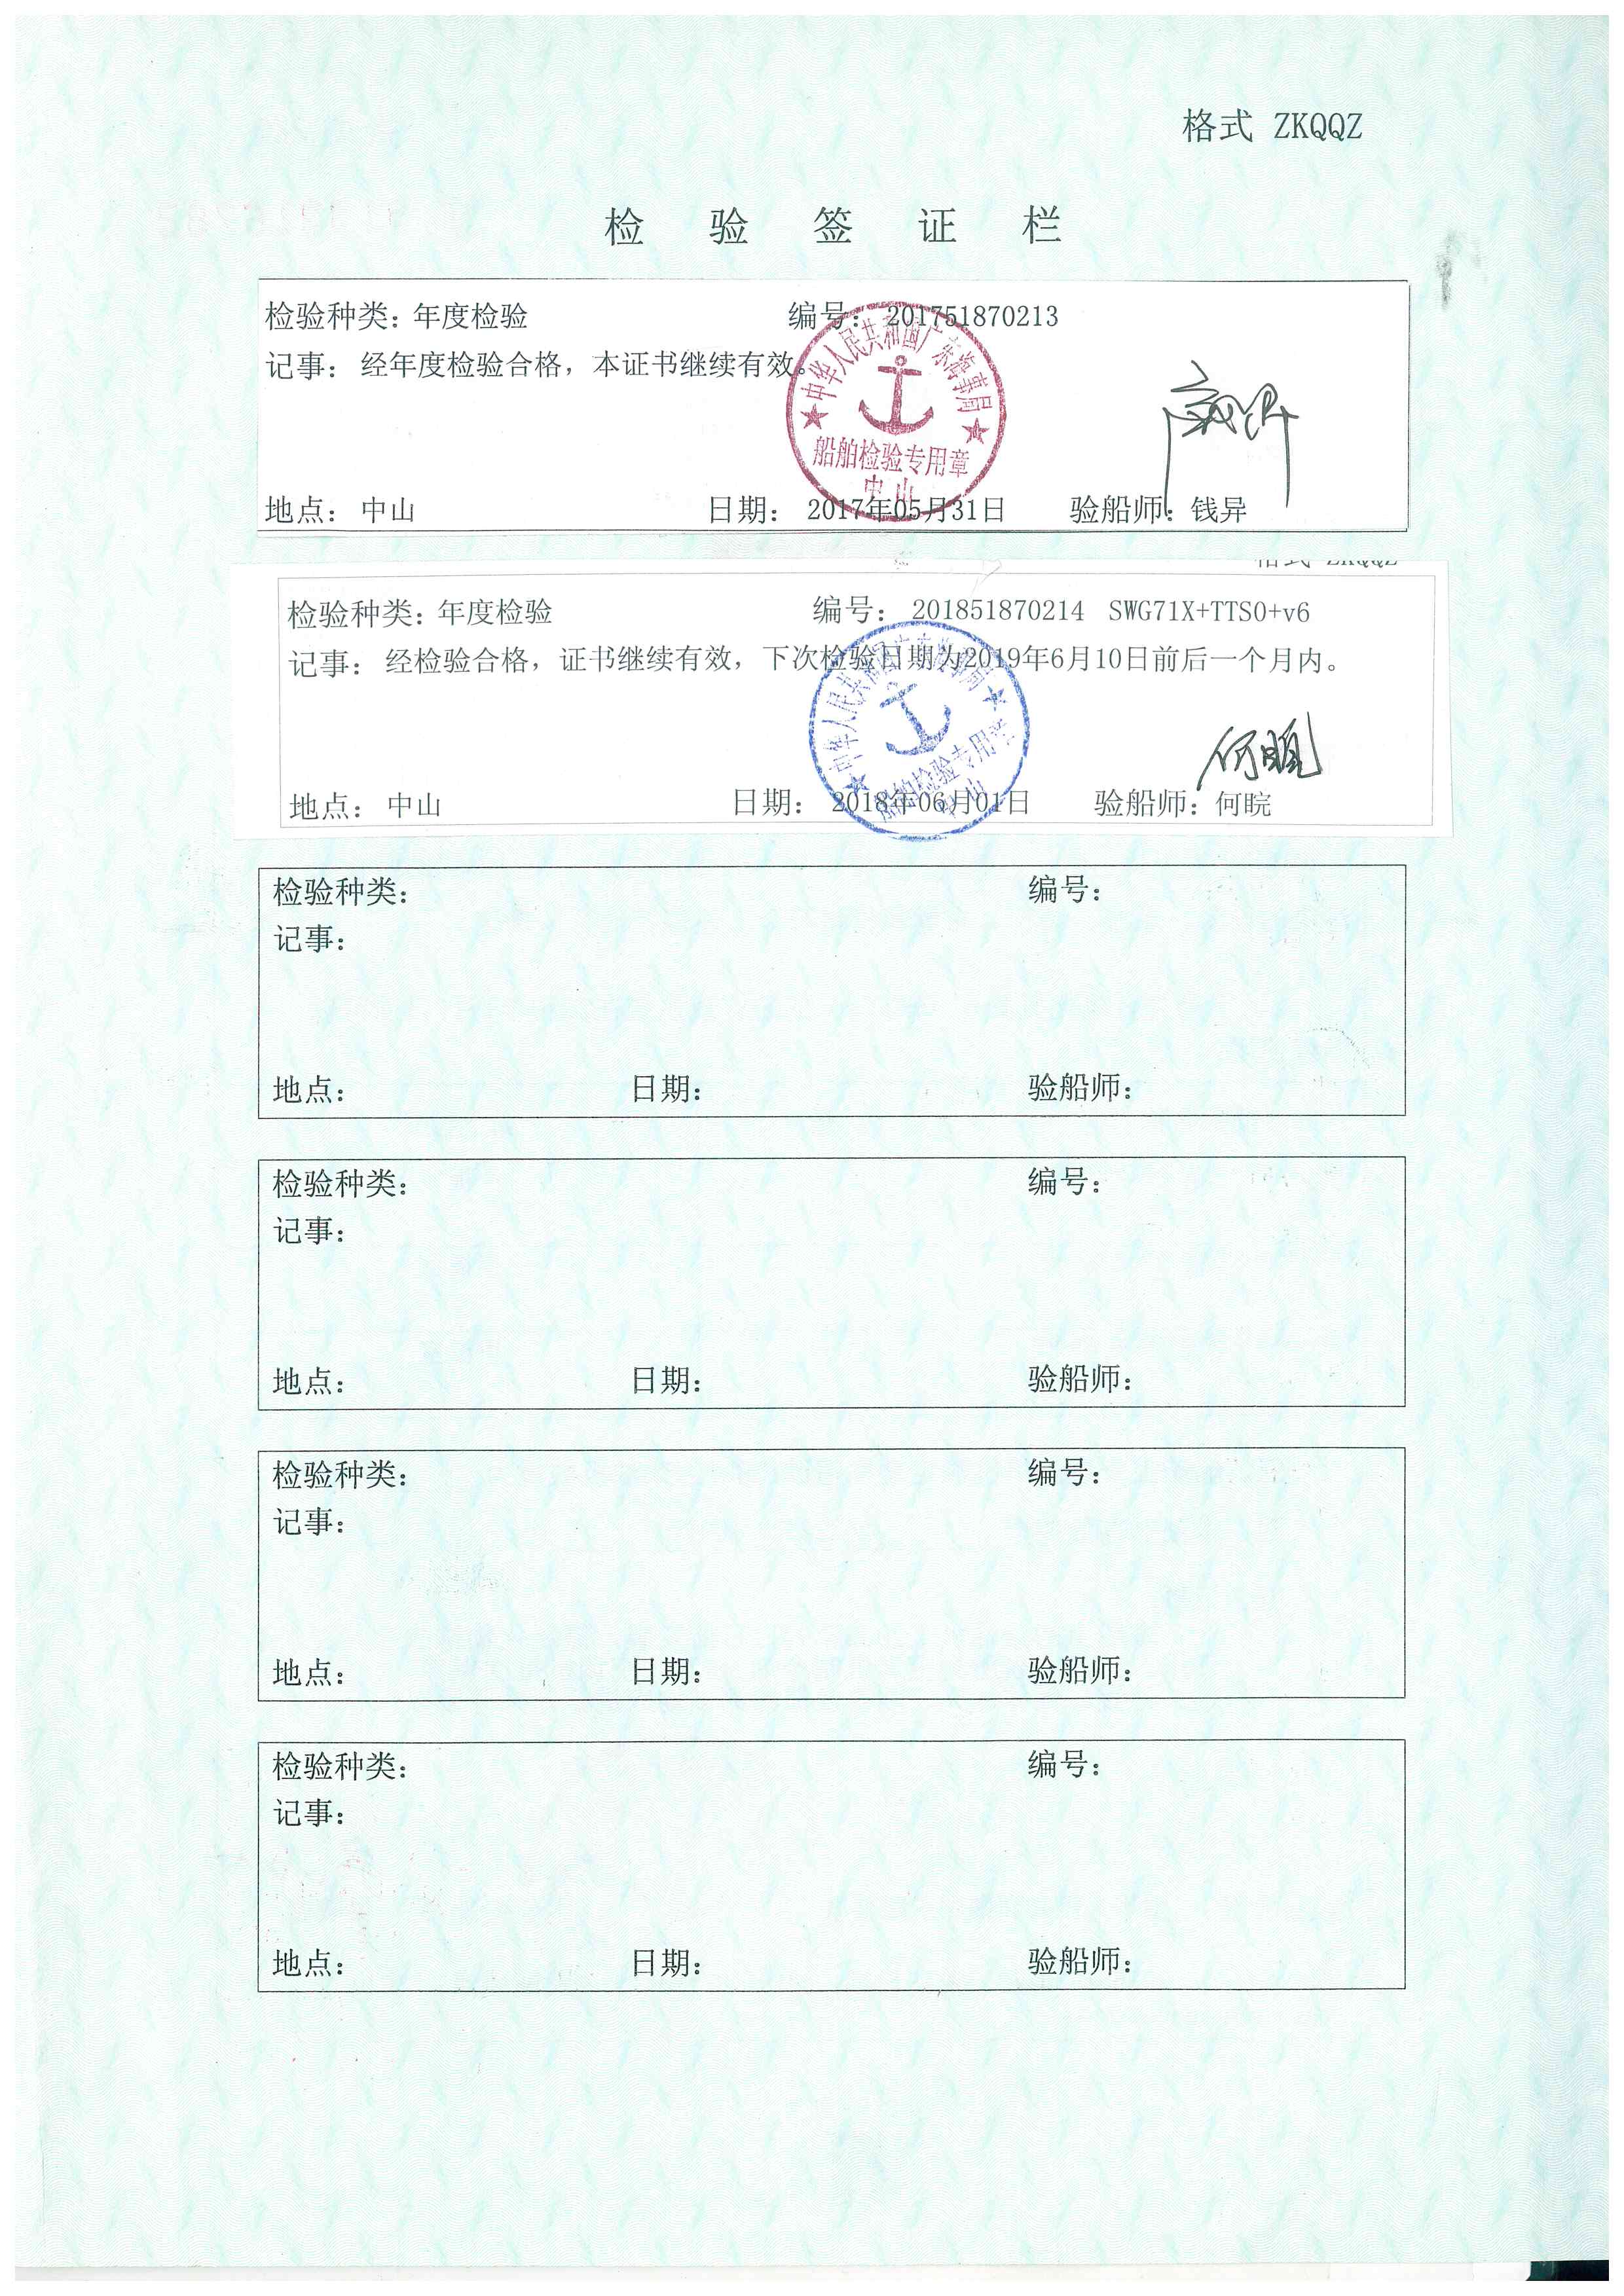 格式 ZKQQZ
检验签证栏
检验种类：年度检验 编号： 201751870213
记事： 经年度检验合格，本证书继续有效。
中华人民共和国广东海事局
船舶检验专用章
中山
地点： 中山 日期： 2017年05月31日 验船师：钱异
格式 ZKQQZ
检验种类：年度检验 编号： 201851870214 SWG71X+TTS0+v6
记事： 经检验合格，证书继续有效，下次检验日期为2019年6月10日前后一个月内。
中华人民共和国广东海事局
船舶检验专用章
中山
何晥
地点： 中山 日期： 2018年06月01日 验船师：何晥
检验种类： 编号：
记事：
地点： 日期： 验船师：
检验种类： 编号：
记事：
地点： 日期： 验船师：
检验种类： 编号：
记事：
地点： 日期： 验船师：
检验种类： 编号：
记事：
地点： 日期： 验船师：